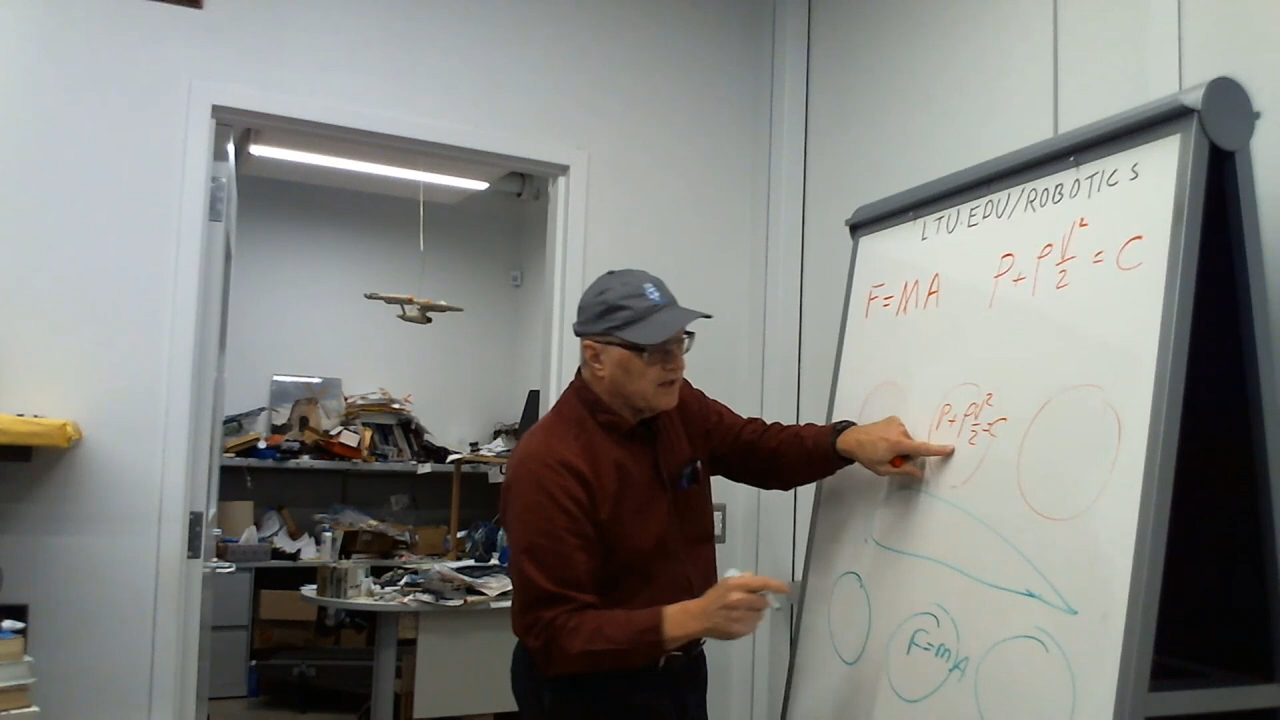 LTU.EDU/ROBOTICS
F=MA P+ρV²/2=C
P+ρV²/2=C
F=mA